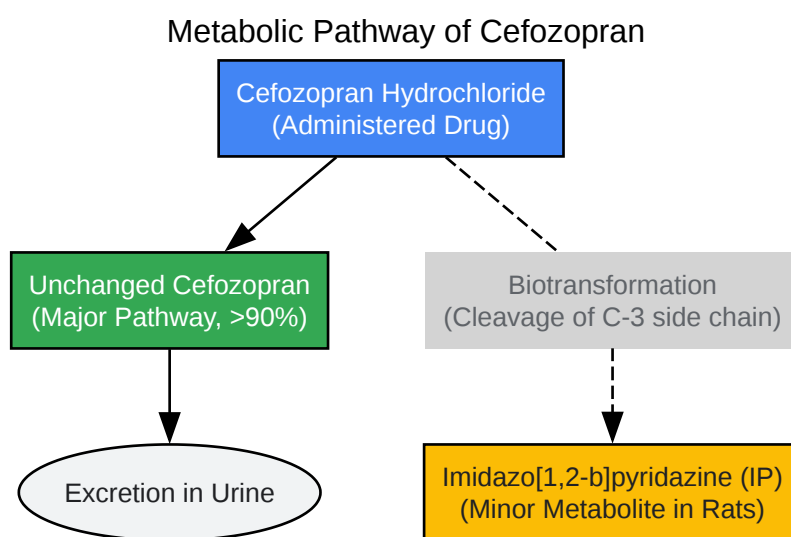 Metabolic Pathway of Cefozopran
Cefozopran Hydrochloride
(Administered Drug)
Unchanged Cefozopran
(Major Pathway, >90%)
Biotransformation
(Cleavage of C-3 side chain)
Excretion in Urine
Imidazo[1,2-b]pyridazine (IP)
(Minor Metabolite in Rats)